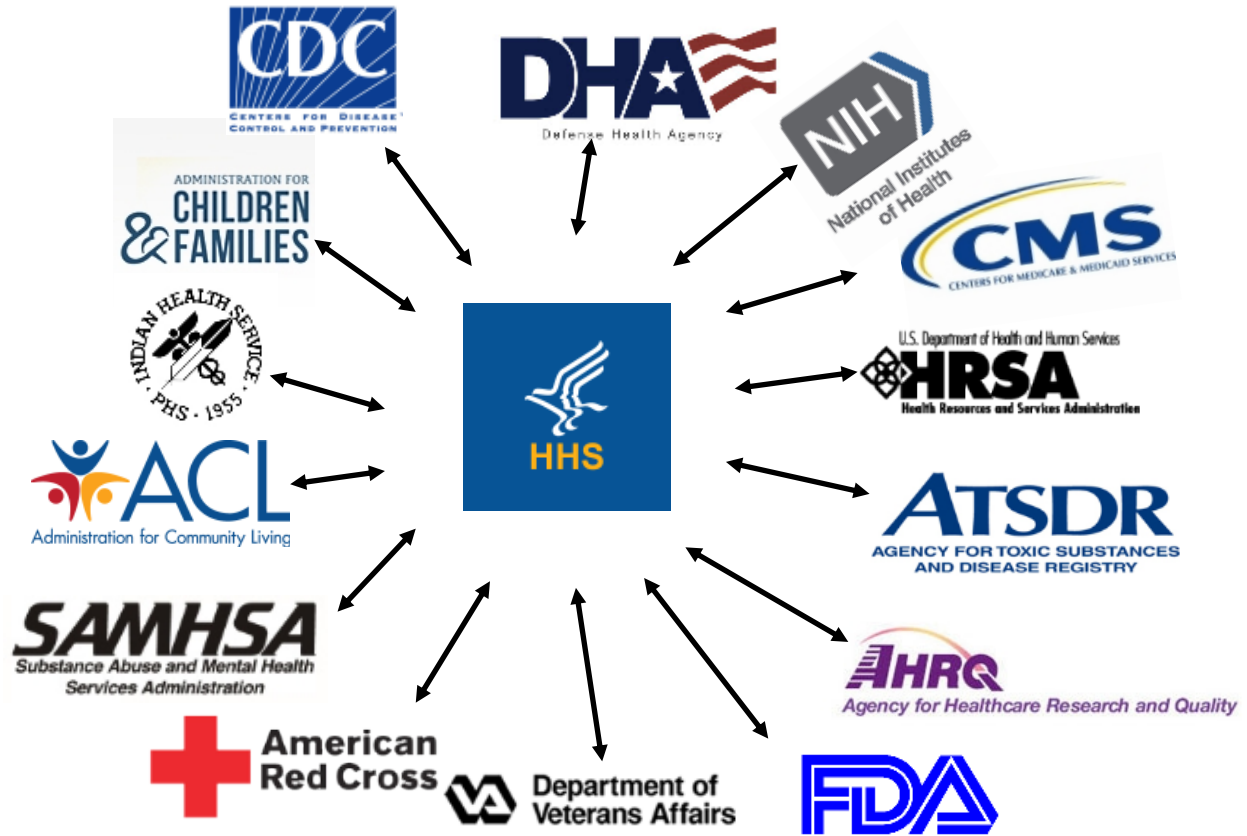 CDC
CENTERS FOR DISEASE
CONTROL AND PREVENTION
DHA
Defense Health Agency
NIH
National Institutes
of Health
ADMINISTRATION FOR
CHILDREN
& FAMILIES
CMS
CENTERS FOR MEDICARE & MEDICAID SERVICES
INDIAN HEALTH SERVICE
· PHS · 1955 ·
HHS
U.S. Department of Health and Human Services
HRSA
Health Resources and Services Administration
ACL
Administration for Community Living
ATSDR
AGENCY FOR TOXIC SUBSTANCES
AND DISEASE REGISTRY
SAMHSA
Substance Abuse and Mental Health
Services Administration
AHRQ
Agency for Healthcare Research and Quality
American
Red Cross
VA
Department of
Veterans Affairs
FDA